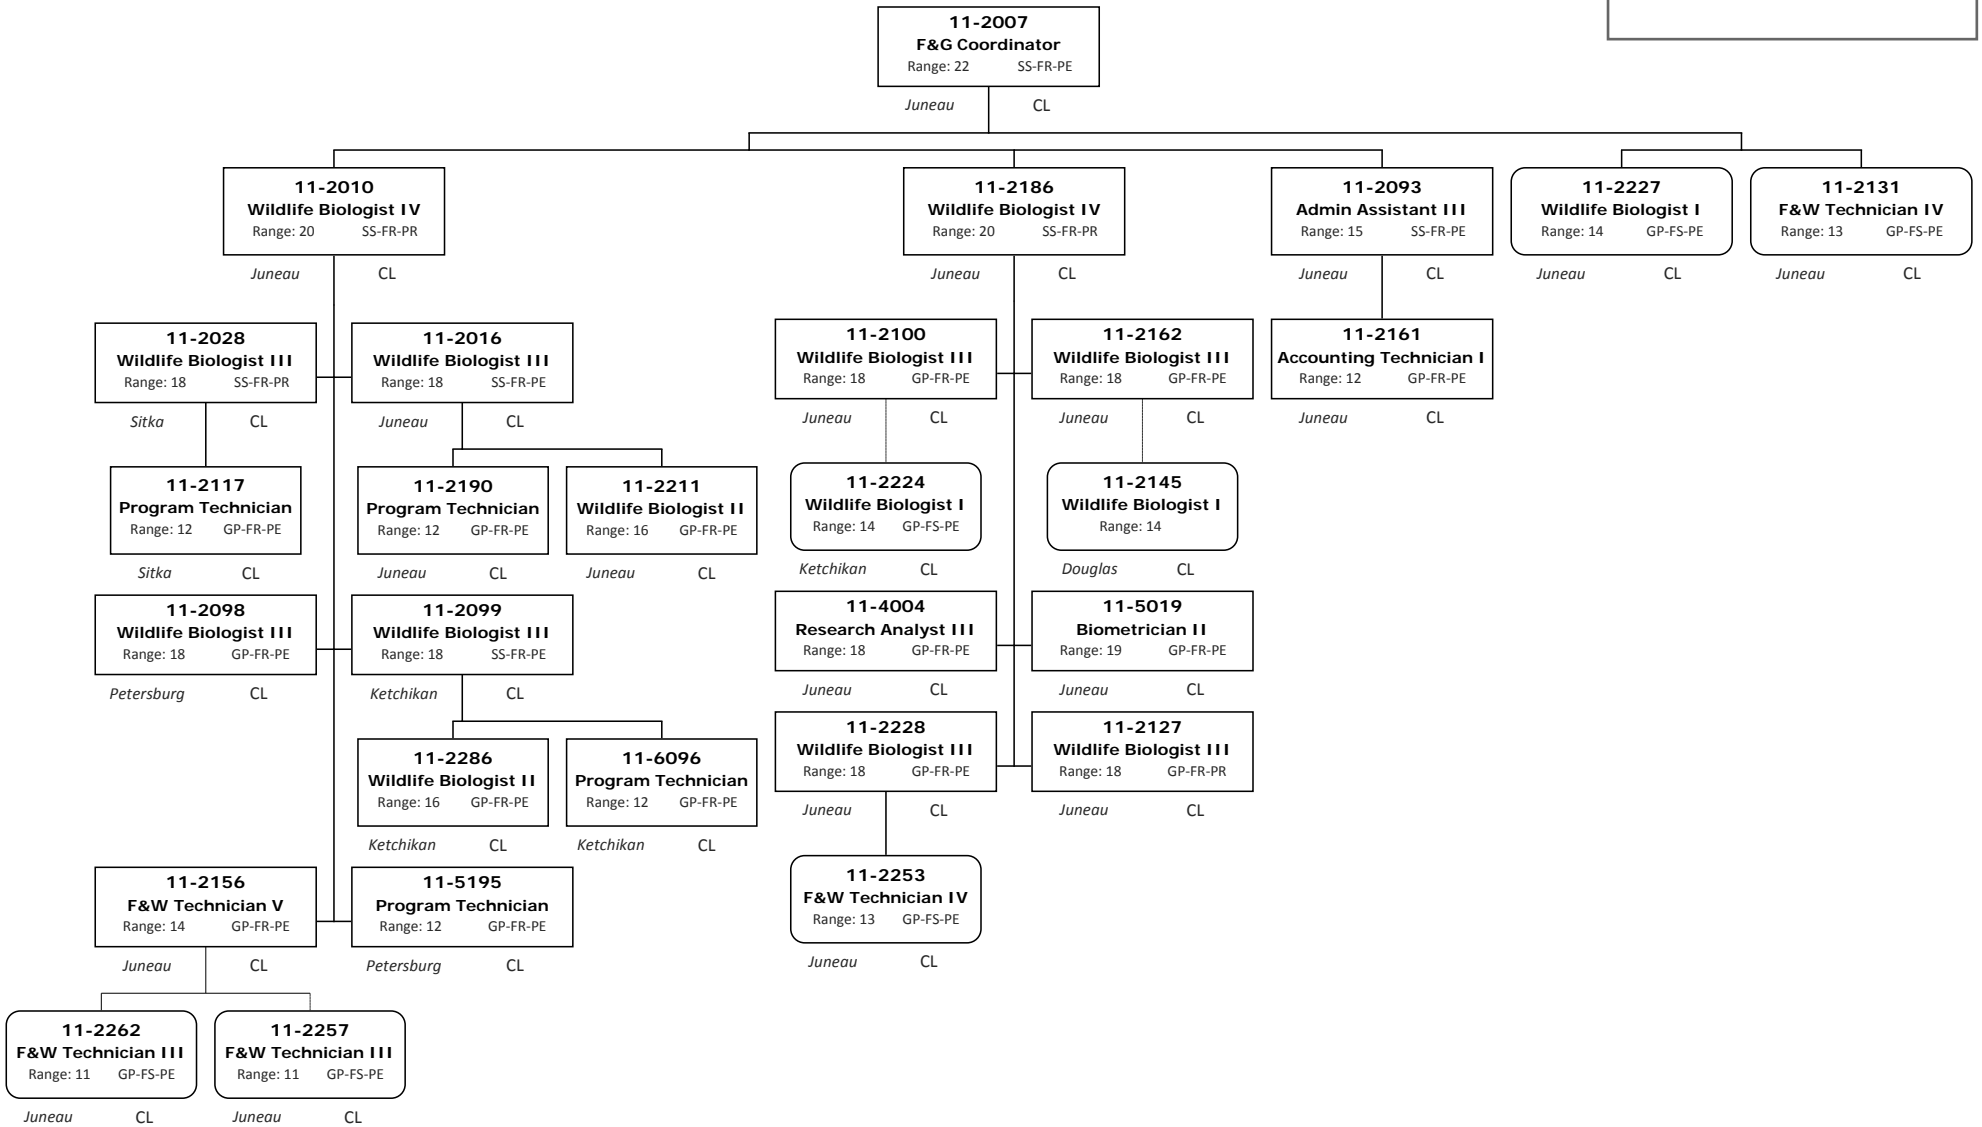 11-2007
F&G Coordinator
Range: 22 SS-FR-PE
Juneau CL
11-2010
Wildlife Biologist IV
Range: 20 SS-FR-PR
Juneau CL
11-2186
Wildlife Biologist IV
Range: 20 SS-FR-PR
Juneau CL
11-2093
Admin Assistant III
Range: 15 SS-FR-PE
Juneau CL
11-2227
Wildlife Biologist I
Range: 14 GP-FS-PE
Juneau CL
11-2131
F&W Technician IV
Range: 13 GP-FS-PE
Juneau CL
11-2028
Wildlife Biologist III
Range: 18 SS-FR-PR
Sitka CL
11-2016
Wildlife Biologist III
Range: 18 SS-FR-PE
Juneau CL
11-2100
Wildlife Biologist III
Range: 18 GP-FR-PE
Juneau CL
11-2162
Wildlife Biologist III
Range: 18 GP-FR-PE
Juneau CL
11-2161
Accounting Technician I
Range: 12 GP-FR-PE
Juneau CL
11-2117
Program Technician
Range: 12 GP-FR-PE
Sitka CL
11-2190
Program Technician
Range: 12 GP-FR-PE
Juneau CL
11-2211
Wildlife Biologist II
Range: 16 GP-FR-PE
Juneau CL
11-2224
Wildlife Biologist I
Range: 14 GP-FS-PE
Ketchikan CL
11-2145
Wildlife Biologist I
Range: 14
Douglas CL
11-2098
Wildlife Biologist III
Range: 18 GP-FR-PE
Petersburg CL
11-2099
Wildlife Biologist III
Range: 18 SS-FR-PE
Ketchikan CL
11-4004
Research Analyst III
Range: 18 GP-FR-PE
Juneau CL
11-5019
Biometrician II
Range: 19 GP-FR-PE
Juneau CL
11-2286
Wildlife Biologist II
Range: 16 GP-FR-PE
Ketchikan CL
11-6096
Program Technician
Range: 12 GP-FR-PE
Ketchikan CL
11-2228
Wildlife Biologist III
Range: 18 GP-FR-PE
Juneau CL
11-2127
Wildlife Biologist III
Range: 18 GP-FR-PR
Juneau CL
11-2156
F&W Technician V
Range: 14 GP-FR-PE
Juneau CL
11-5195
Program Technician
Range: 12 GP-FR-PE
Petersburg CL
11-2253
F&W Technician IV
Range: 13 GP-FS-PE
Juneau CL
11-2262
F&W Technician III
Range: 11 GP-FS-PE
Juneau CL
11-2257
F&W Technician III
Range: 11 GP-FS-PE
Juneau CL